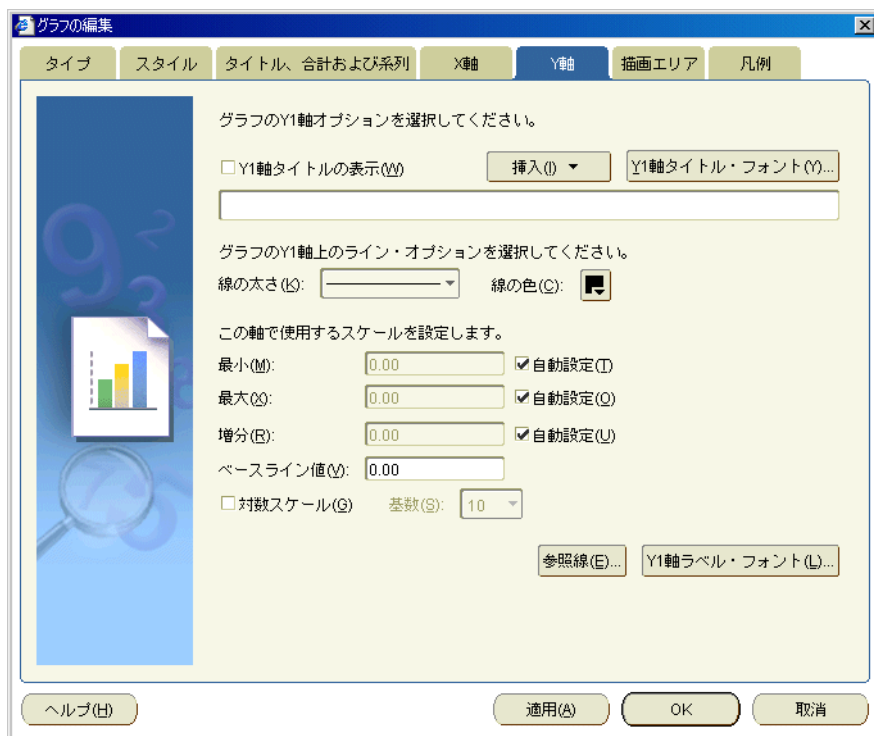 グラフの編集
タイプ スタイル タイトル、合計および系列 X軸 Y軸 描画エリア 凡例
グラフのY1軸オプションを選択してください。
Y1軸タイトルの表示(W) 挿入(I) Y1軸タイトル・フォント(Y)...
グラフのY1軸上のライン・オプションを選択してください。
線の太さ(K): 線の色(C):
この軸で使用するスケールを設定します。
最小(M): 0.00 自動設定(T)
最大(X): 0.00 自動設定(O)
増分(R): 0.00 自動設定(U)
ベースライン値(V): 0.00
対数スケール(G) 基数(S): 10
参照線(E)... Y1軸ラベル・フォント(L)...
ヘルプ(H) 適用(A) OK 取消